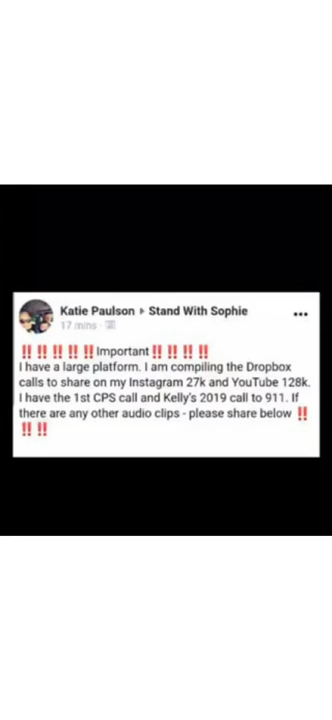 Katie Paulson ▸ Stand With Sophie
17 mins ·
‼️ ‼️ ‼️ ‼️ ‼️ Important ‼️ ‼️ ‼️ ‼️
I have a large platform. I am compiling the Dropbox
calls to share on my Instagram 27k and YouTube 128k.
I have the 1st CPS call and Kelly's 2019 call to 911. If
there are any other audio clips - please share below ‼️
‼️ ‼️